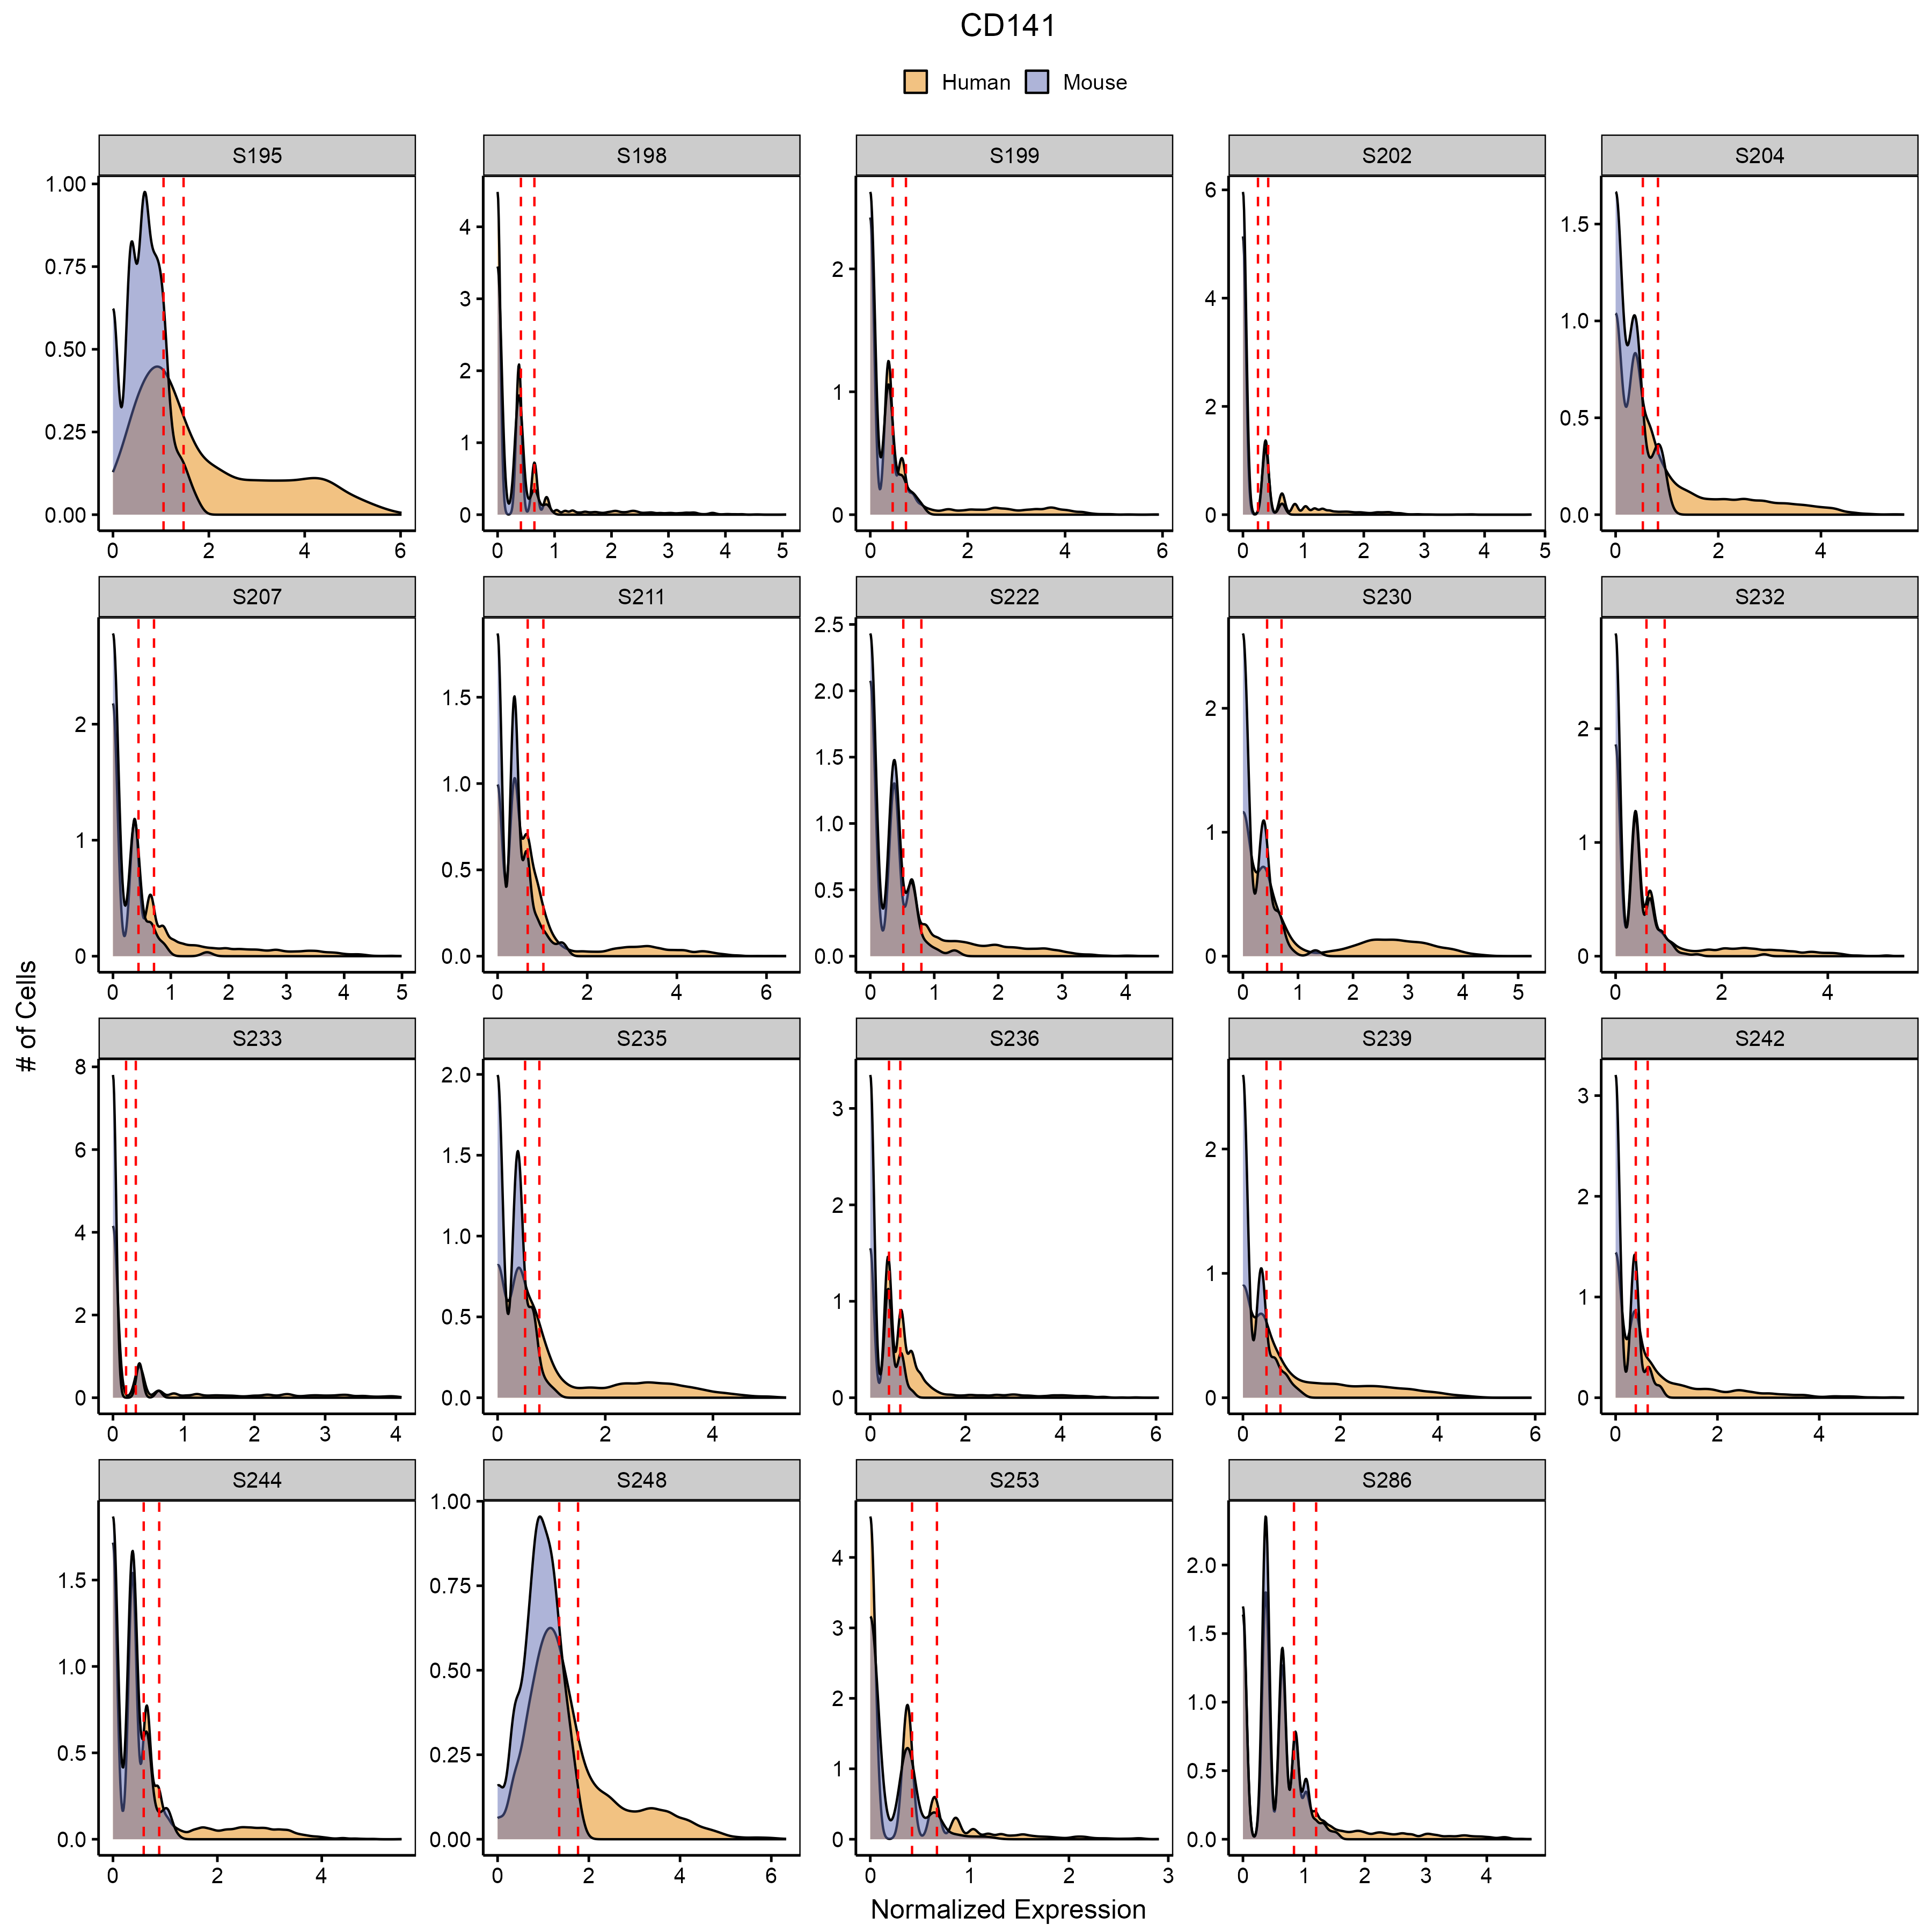 CD141
Human Mouse
S195 S198 S199 S202 S204
1.00 0.75 0.50 0.25 0.00
4 3 2 1 0
2 1 0
6 4 2 0
1.5 1.0 0.5 0.0
0 2 4 6
0 1 2 3 4 5
0 2 4 6
0 1 2 3 4 5
0 2 4
S207 S211 S222 S230 S232
2 1 0
1.5 1.0 0.5 0.0
2.5 2.0 1.5 1.0 0.5 0.0
2 1 0
2 1 0
0 1 2 3 4 5
0 2 4 6
0 1 2 3 4
0 1 2 3 4 5
0 2 4
# of Cells
S233 S235 S236 S239 S242
8 6 4 2 0
2.0 1.5 1.0 0.5 0.0
3 2 1 0
2 1 0
3 2 1 0
0 1 2 3 4
0 2 4
0 2 4 6
0 2 4 6
0 2 4
S244 S248 S253 S286
1.5 1.0 0.5 0.0
1.00 0.75 0.50 0.25 0.00
4 3 2 1 0
2.0 1.5 1.0 0.5 0.0
0 2 4
0 2 4 6
0 1 2 3
0 1 2 3 4
Normalized Expression